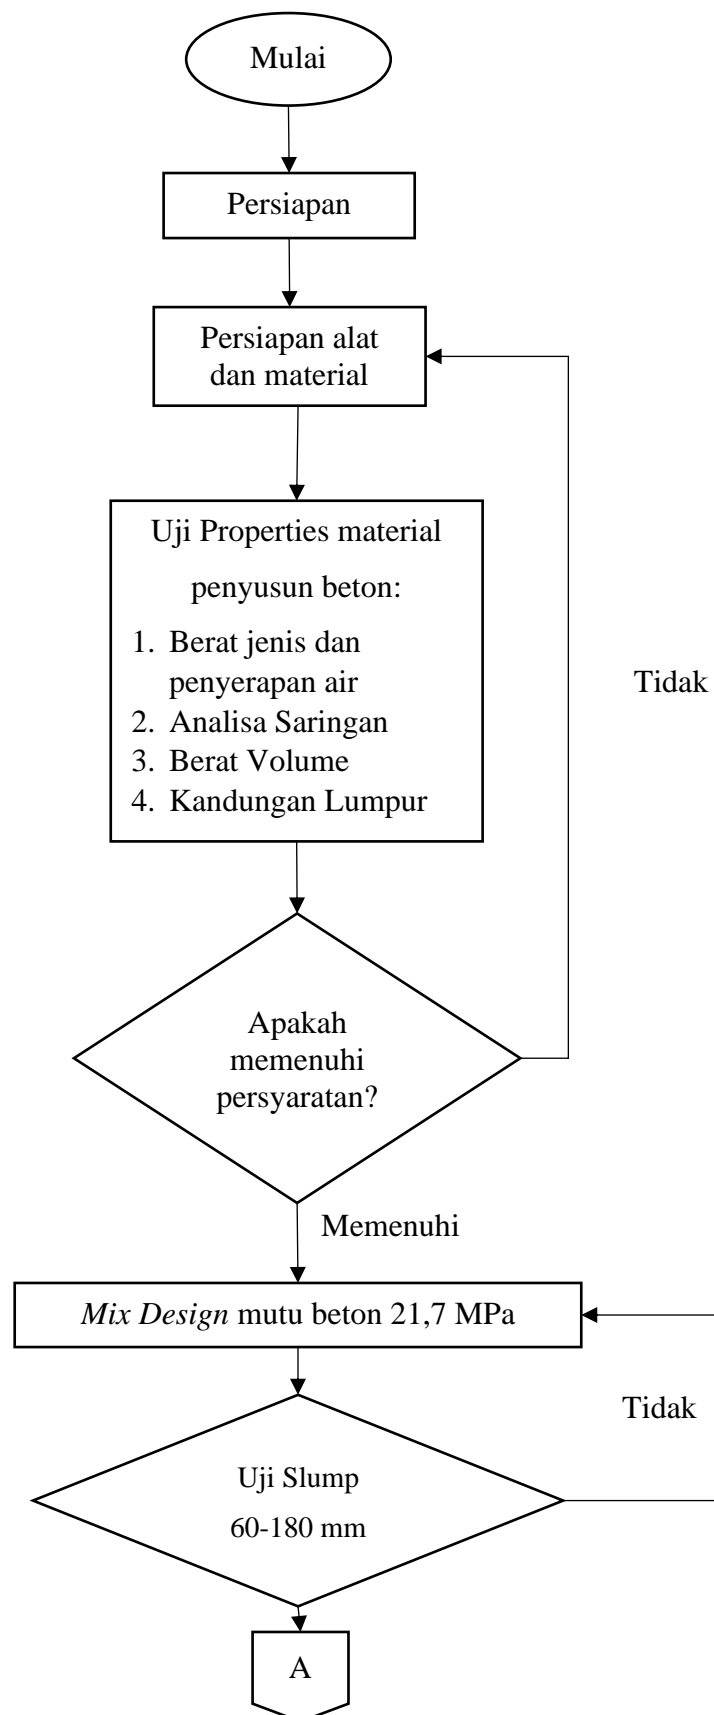 Mulai
Persiapan
Persiapan alat
dan material
Uji Properties material
penyusun beton:
1. Berat jenis dan
penyerapan air
2. Analisa Saringan
3. Berat Volume
4. Kandungan Lumpur
Tidak
Apakah
memenuhi
persyaratan?
Memenuhi
Mix Design mutu beton 21,7 MPa
Tidak
Uji Slump
60-180 mm
A